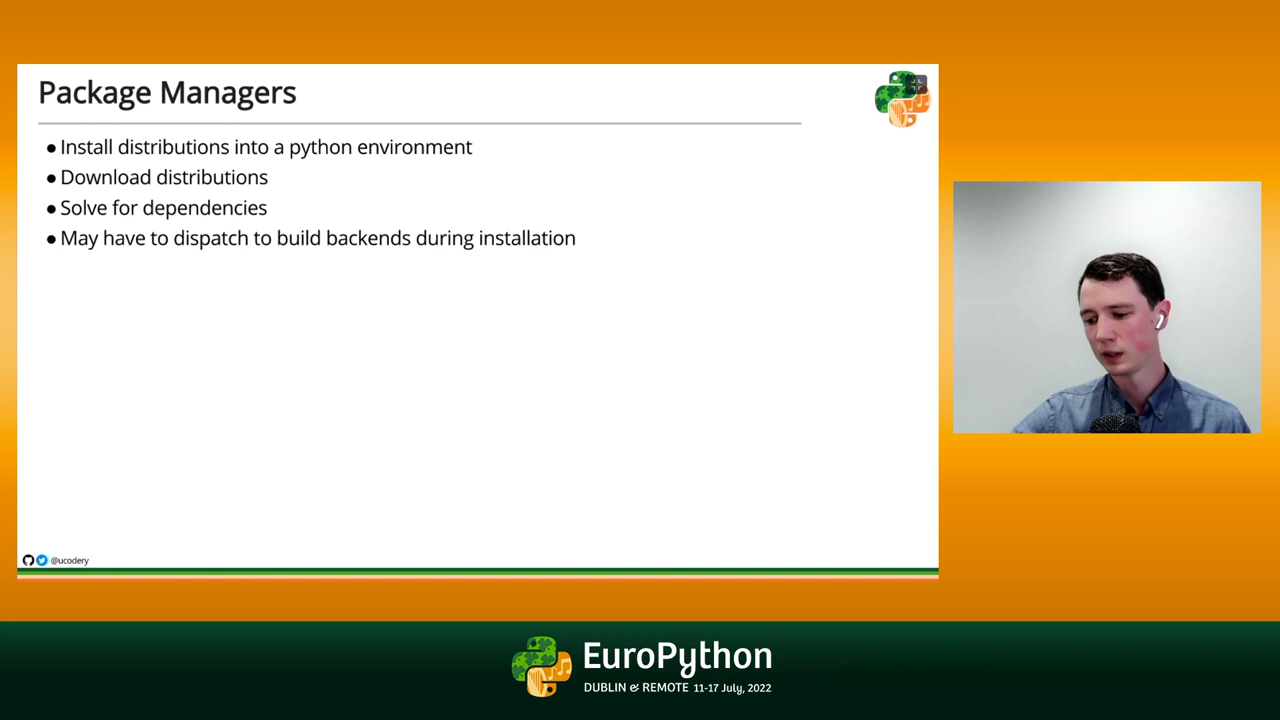 Package Managers
● Install distributions into a python environment
● Download distributions
● Solve for dependencies
● May have to dispatch to build backends during installation
@ucodery
EuroPython
DUBLIN & REMOTE 11-17 July, 2022